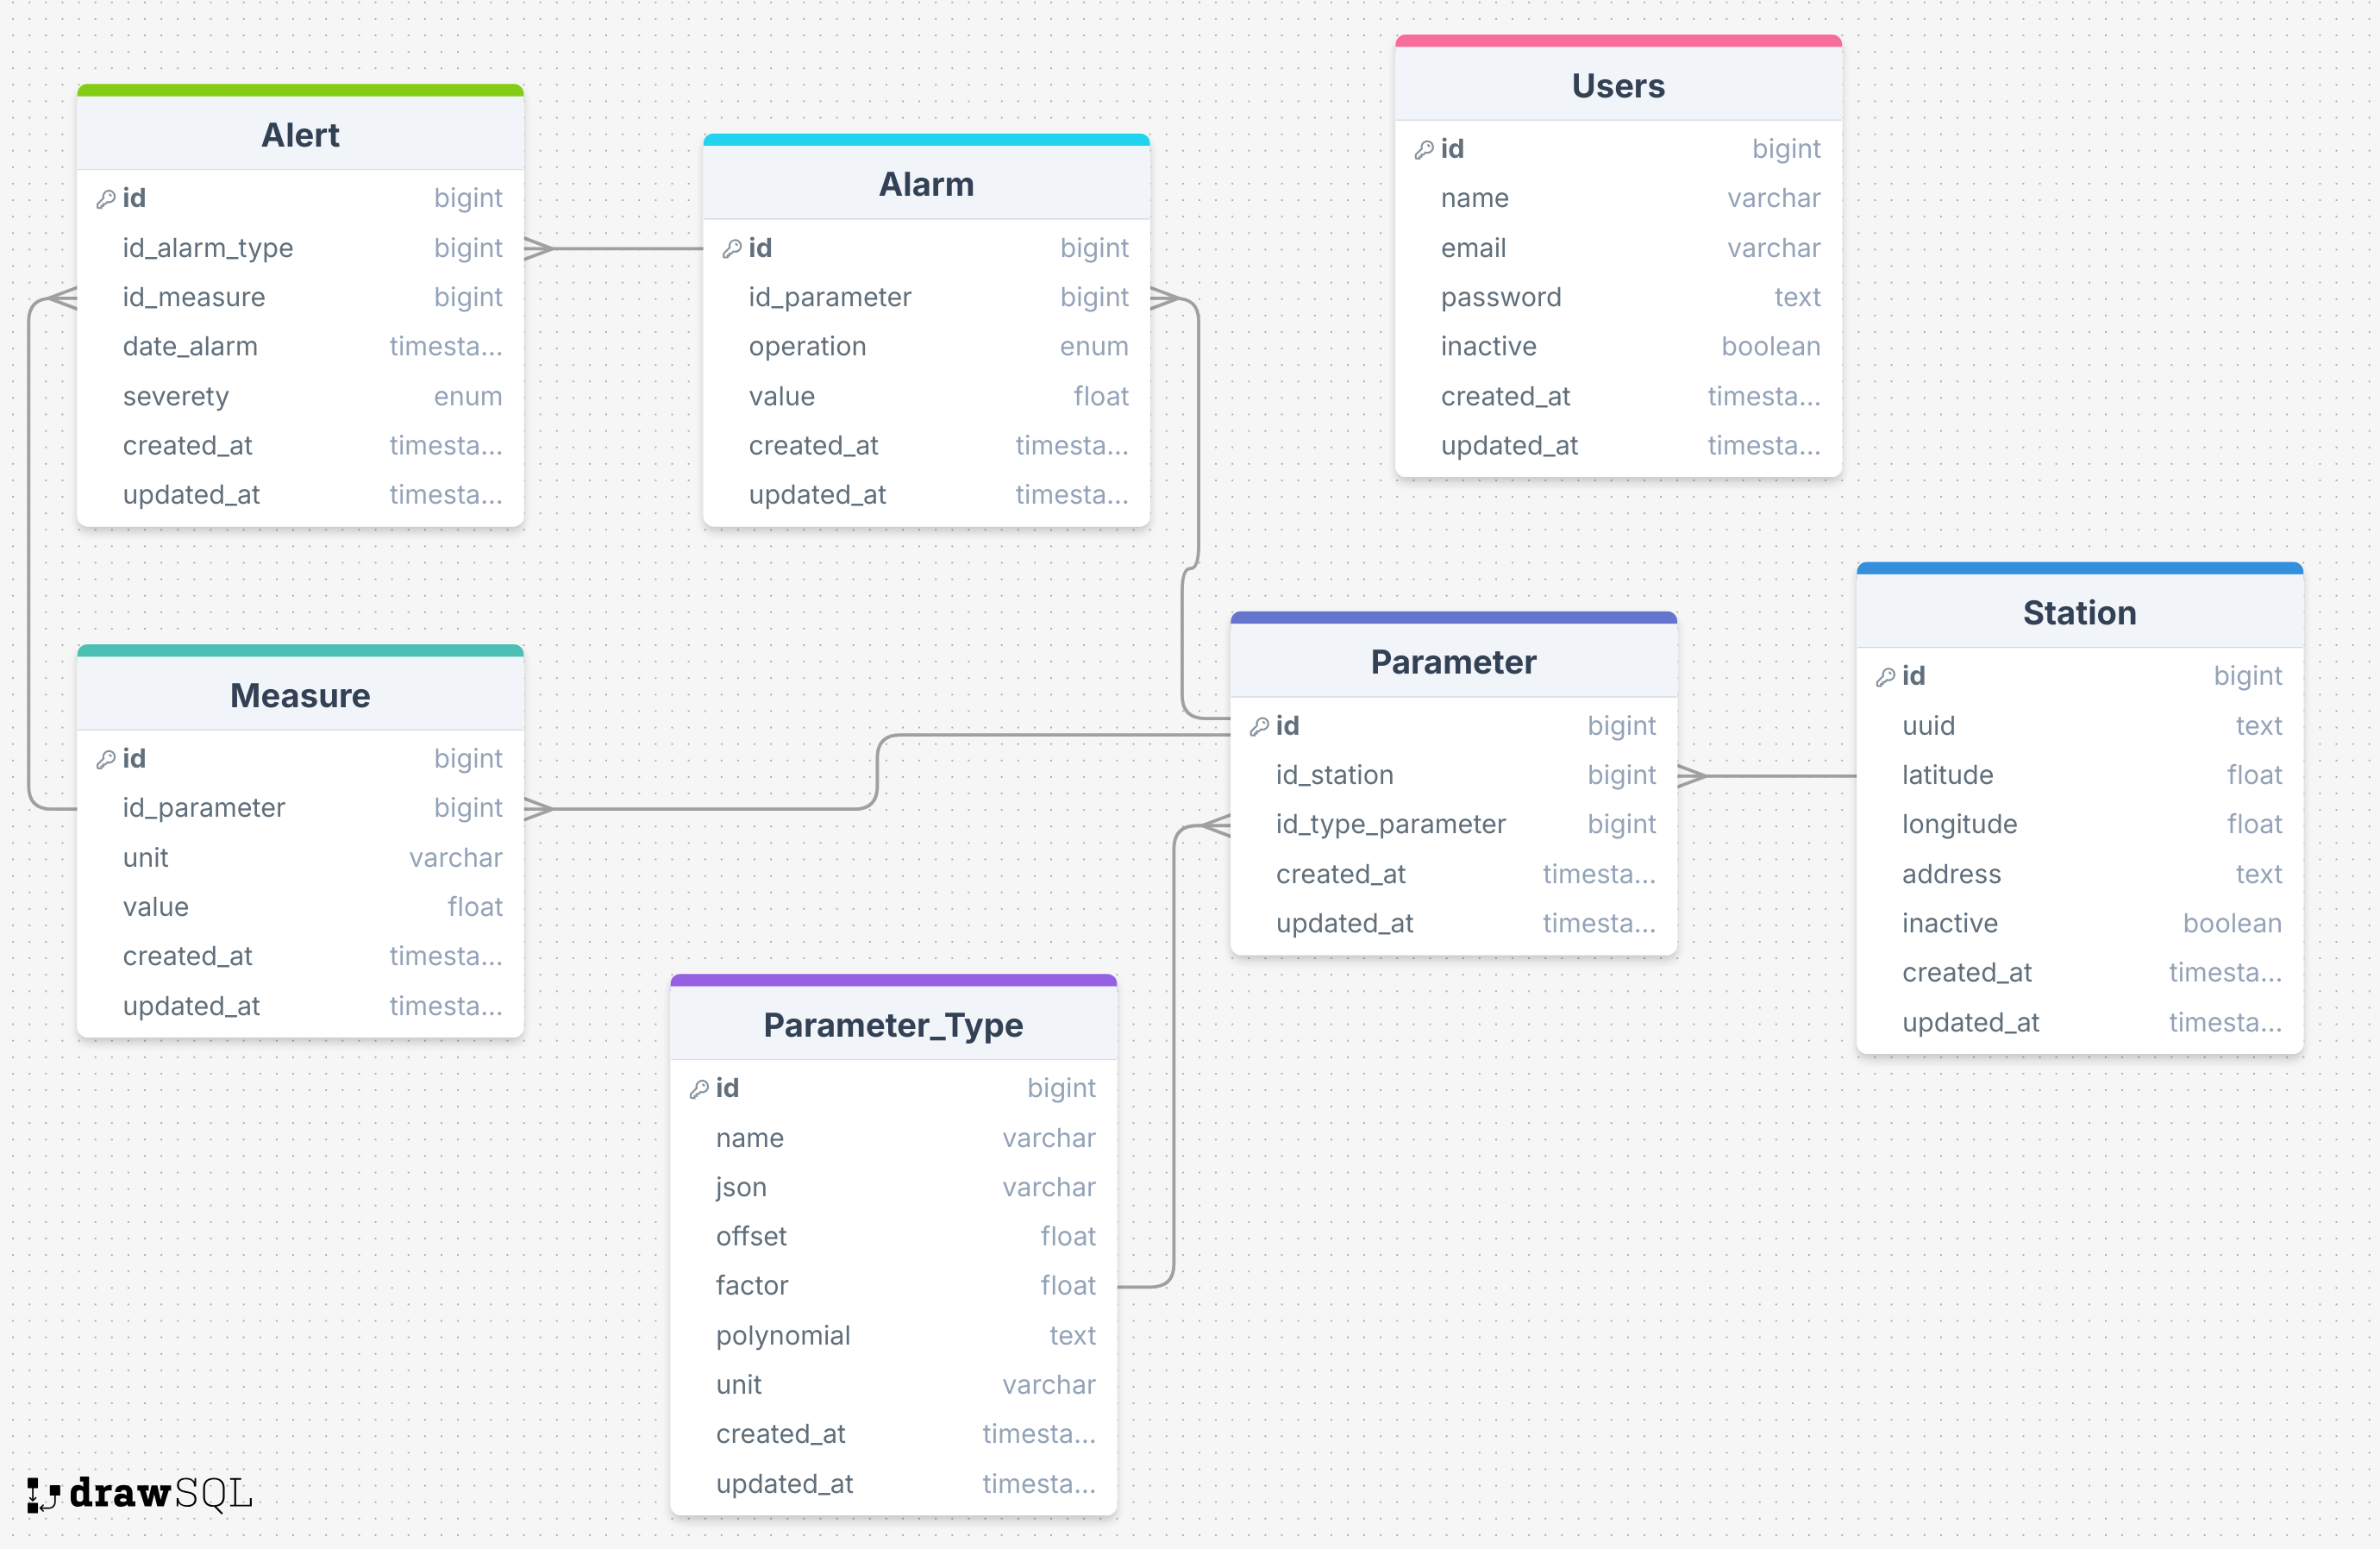 Alert
id bigint
id_alarm_type bigint
id_measure bigint
date_alarm timesta...
severety enum
created_at timesta...
updated_at timesta...
Alarm
id bigint
id_parameter bigint
operation enum
value float
created_at timesta...
updated_at timesta...
Users
id bigint
name varchar
email varchar
password text
inactive boolean
created_at timesta...
updated_at timesta...
Measure
id bigint
id_parameter bigint
unit varchar
value float
created_at timesta...
updated_at timesta...
Parameter
id bigint
id_station bigint
id_type_parameter bigint
created_at timesta...
updated_at timesta...
Station
id bigint
uuid text
latitude float
longitude float
address text
inactive boolean
created_at timesta...
updated_at timesta...
Parameter_Type
id bigint
name varchar
json varchar
offset float
factor float
polynomial text
unit varchar
created_at timesta...
updated_at timesta...
drawSQL